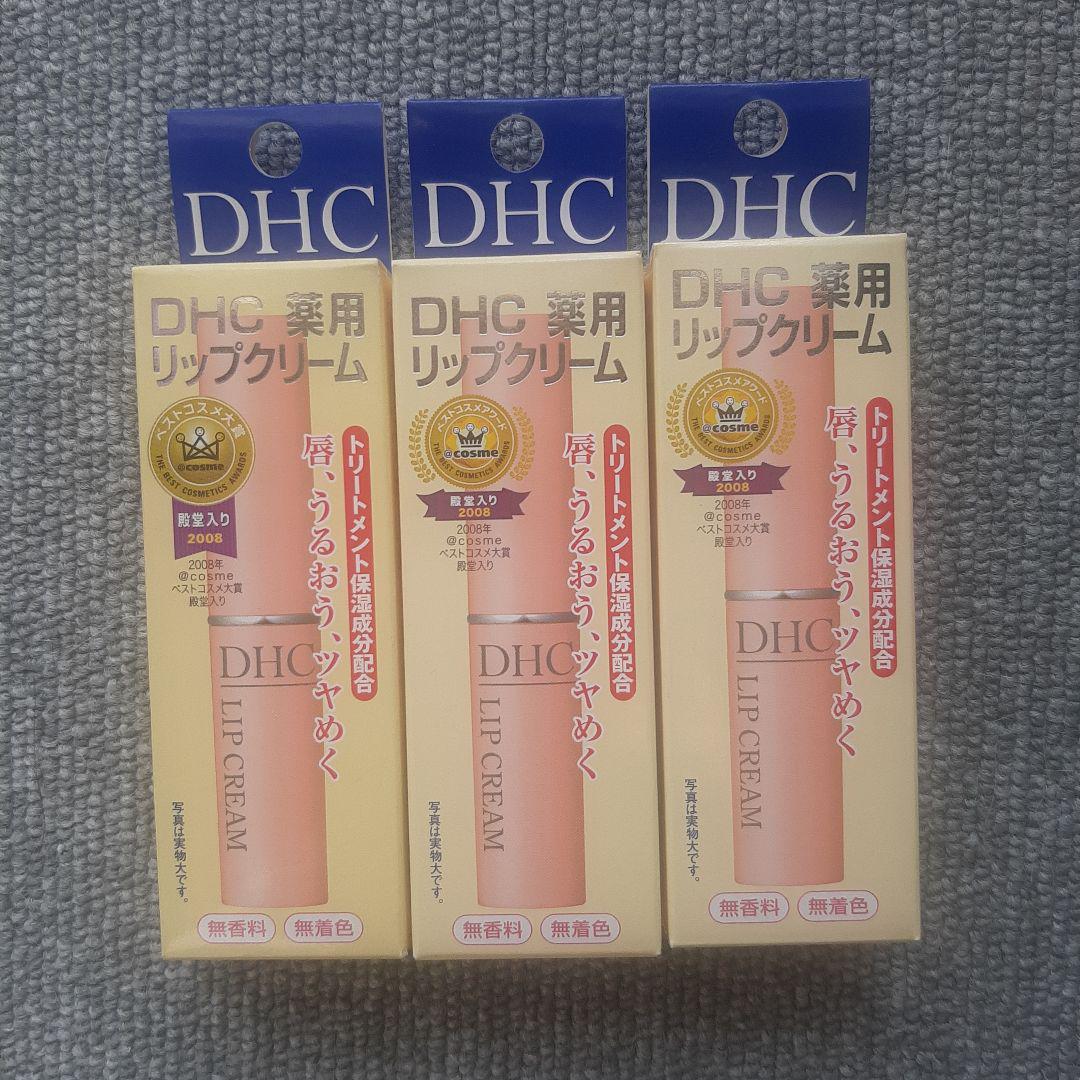 DHC
DHC 薬用
リップクリーム
ベストコスメ大賞
@cosme
THE BEST COSMETICS AWARDS
殿堂入り
2008
2008年
@cosme
ベストコスメ大賞
殿堂入り
トリートメント保湿成分配合
唇、うるおう、ツヤめく
DHC
LIP CREAM
写真は実物大です。
無香料
無着色
DHC
DHC 薬用
リップクリーム
ベストコスメアワード
@cosme
THE BEST COSMETICS AWARDS
殿堂入り
2008
2008年
@cosme
ベストコスメ大賞
殿堂入り
トリートメント保湿成分配合
唇、うるおう、ツヤめく
DHC
LIP CREAM
写真は実物大です。
無香料
無着色
DHC
DHC 薬用
リップクリーム
ベストコスメアワード
@cosme
THE BEST COSMETICS AWARDS
殿堂入り
2008
2008年
@cosme
ベストコスメ大賞
殿堂入り
トリートメント保湿成分配合
唇、うるおう、ツヤめく
DHC
LIP CREAM
写真は実物大です。
無香料
無着色